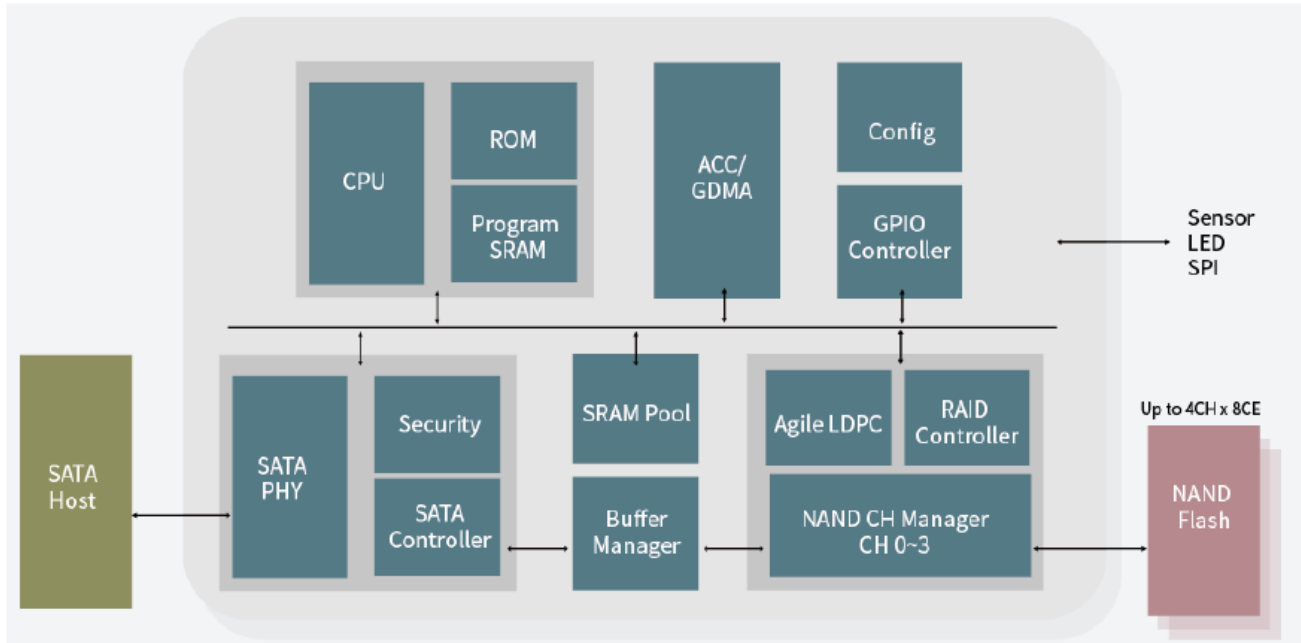 CPU
ROM
Program
SRAM
ACC/
GDMA
Config
GPIO
Controller
Sensor
LED
SPI
SATA
Host
SATA
PHY
Security
SATA
Controller
SRAM Pool
Buffer
Manager
Agile LDPC
RAID
Controller
NAND CH Manager
CH 0~3
Up to 4CH x 8CE
NAND
Flash